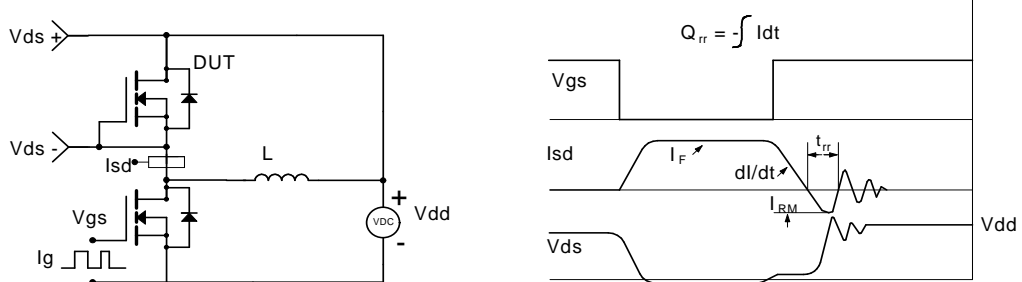 Vds +
DUT
Vds -
Isd
L
Vgs
Ig
+
VDC
-
Vdd
Q rr = - ∫ Idt
Vgs
Isd
I F
dI/dt
t rr
I RM
Vds
Vdd